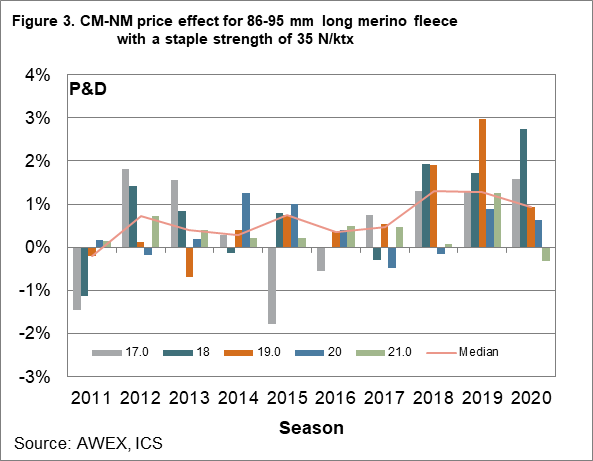 Figure 3. CM-NM price effect for 86-95 mm long merino fleece
with a staple strength of 35 N/ktx
4%
P&D
3%
2%
1%
0%
-1%
-2%
17.0 18 19.0 20 21.0 Median
-3%
2011 2012 2013 2014 2015 2016 2017 2018 2019 2020
Season
Source: AWEX, ICS